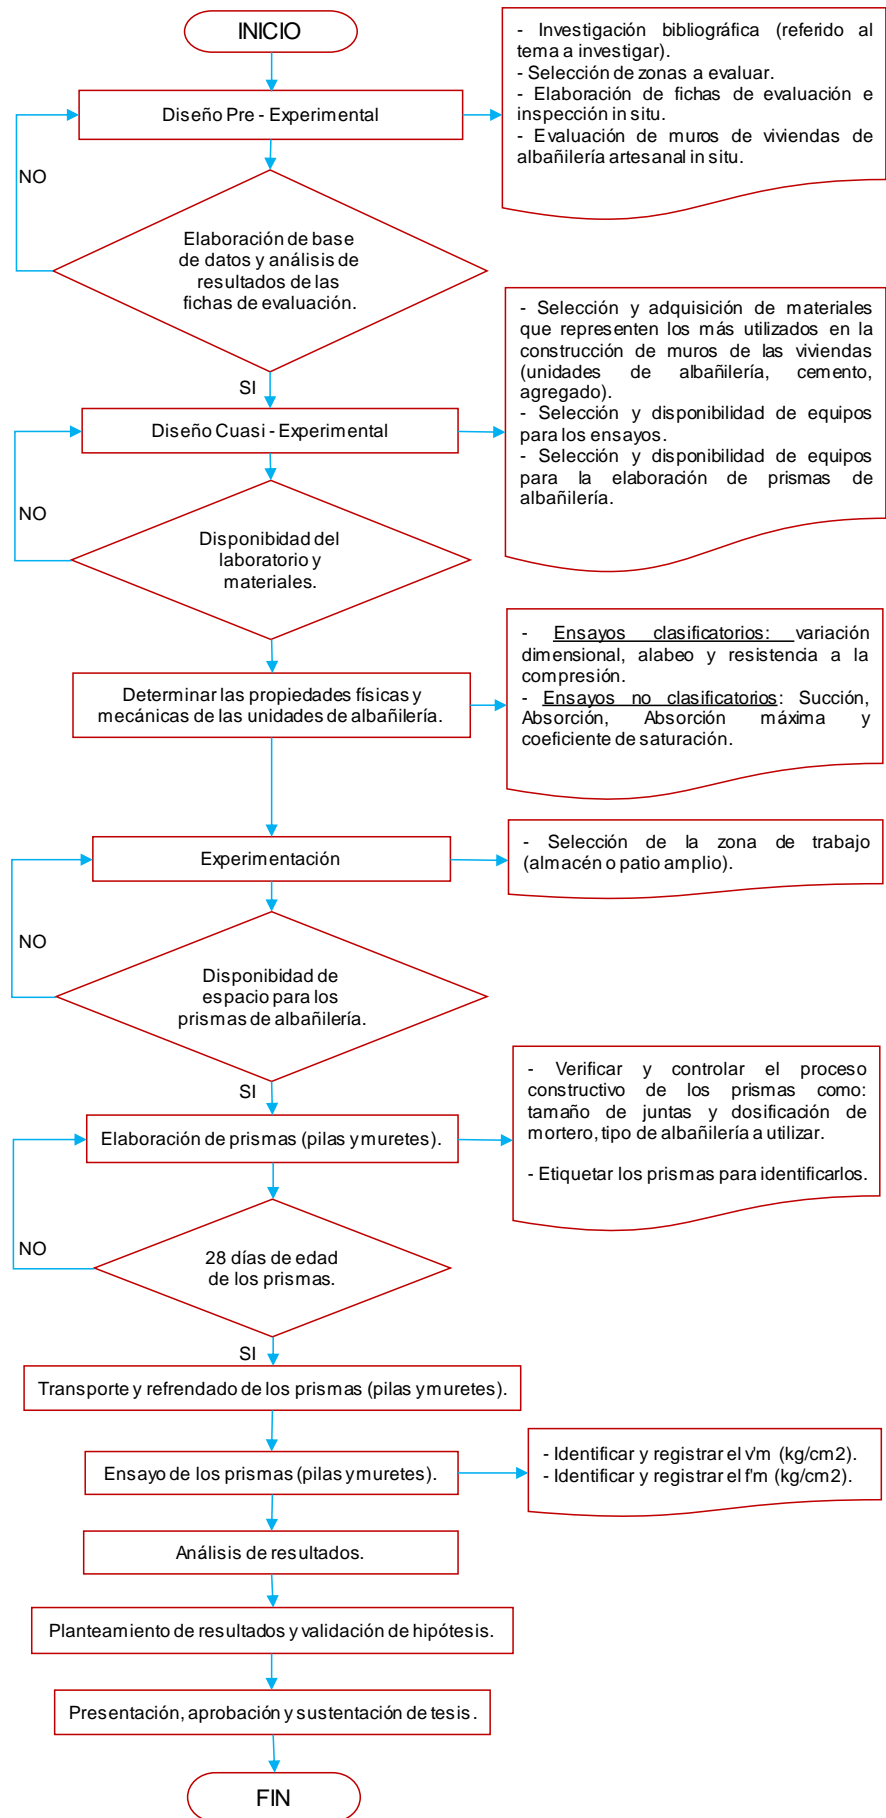 INICIO
- Investigación bibliográfica (referido al
tema a investigar).
- Selección de zonas a evaluar.
- Elaboración de fichas de evaluación e
inspección in situ.
- Evaluación de muros de viviendas de
albañilería artesanal in situ.
Diseño Pre - Experimental
NO
Elaboración de base
de datos y análisis de
resultados de las
fichas de evaluación.
SI
- Selección y adquisición de materiales
que representen los más utilizados en la
construcción de muros de las viviendas
(unidades de albañilería, cemento,
agregado).
- Selección y disponibilidad de equipos
para los ensayos.
- Selección y disponibilidad de equipos
para la elaboración de prismas de
albañilería.
Diseño Cuasi - Experimental
NO
Disponibidad del
laboratorio y
materiales.
- Ensayos clasificatorios: variación
dimensional, alabeo y resistencia a la
compresión.
- Ensayos no clasificatorios: Succión,
Absorción, Absorción máxima y
coeficiente de saturación.
Determinar las propiedades físicas y
mecánicas de las unidades de albañilería.
Experimentación
- Selección de la zona de trabajo
(almacén o patio amplio).
NO
Disponibidad de
espacio para los
prismas de albañilería.
SI
- Verificar y controlar el proceso
constructivo de los prismas como:
tamaño de juntas y dosificación de
mortero, tipo de albañilería a utilizar.
- Etiquetar los prismas para identificarlos.
Elaboración de prismas (pilas y muretes).
NO
28 días de edad
de los prismas.
SI
Transporte y refrendado de los prismas (pilas y muretes).
Ensayo de los prismas (pilas y muretes).
- Identificar y registrar el v'm (kg/cm2).
- Identificar y registrar el f'm (kg/cm2).
Análisis de resultados.
Planteamiento de resultados y validación de hipótesis.
Presentación, aprobación y sustentación de tesis.
FIN